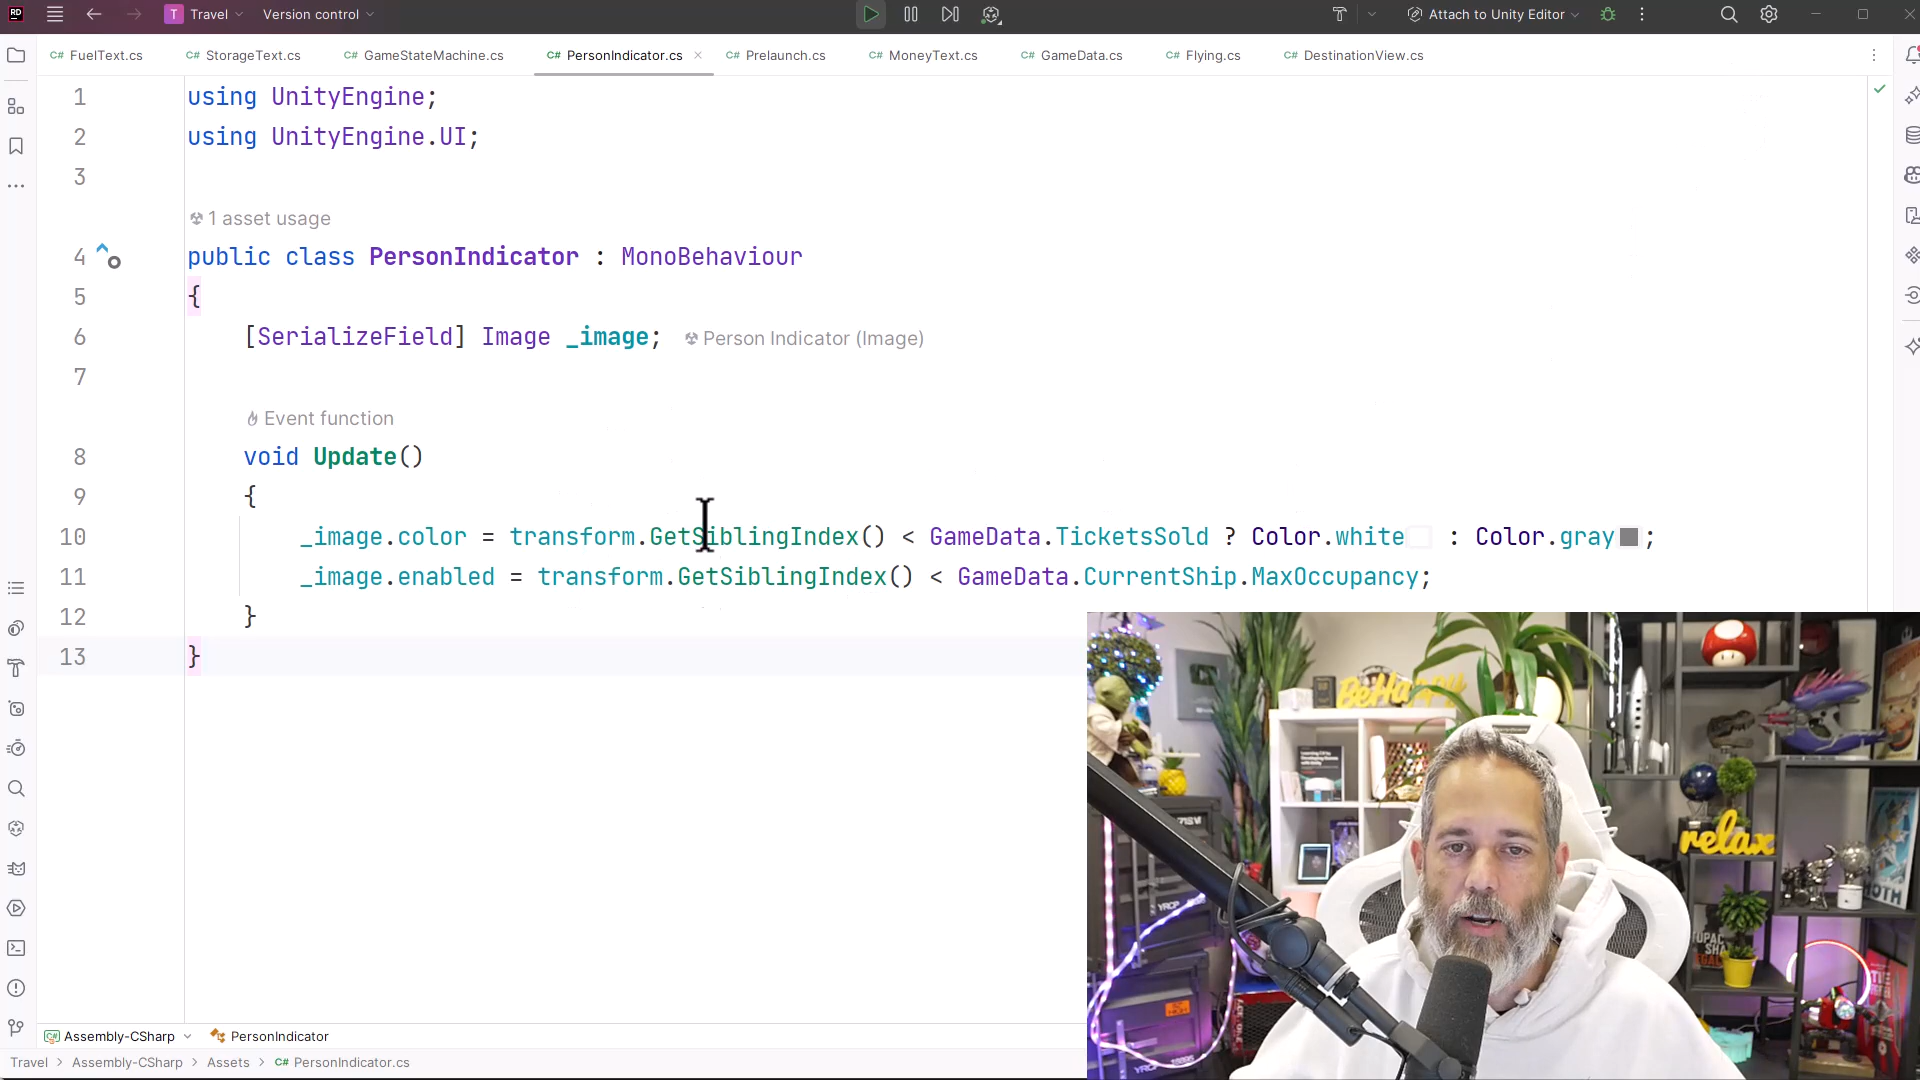 RD
T Travel
Version control
Attach to Unity Editor
C# FuelText.cs
C# StorageText.cs
C# GameStateMachine.cs
C# PersonIndicator.cs
C# Prelaunch.cs
C# MoneyText.cs
C# GameData.cs
C# Flying.cs
C# DestinationView.cs
1 using UnityEngine;
2 using UnityEngine.UI;
3
1 asset usage
4 public class PersonIndicator : MonoBehaviour
5 {
6 [SerializeField] Image _image; Person Indicator (Image)
7
Event function
8 void Update()
9 {
10 _image.color = transform.GetSiblingIndex() < GameData.TicketsSold ? Color.white : Color.gray ;
11 _image.enabled = transform.GetSiblingIndex() < GameData.CurrentShip.MaxOccupancy;
12 }
13 }
BeHappy
relax
Assembly-CSharp
PersonIndicator
Travel > Assembly-CSharp > Assets > C# PersonIndicator.cs